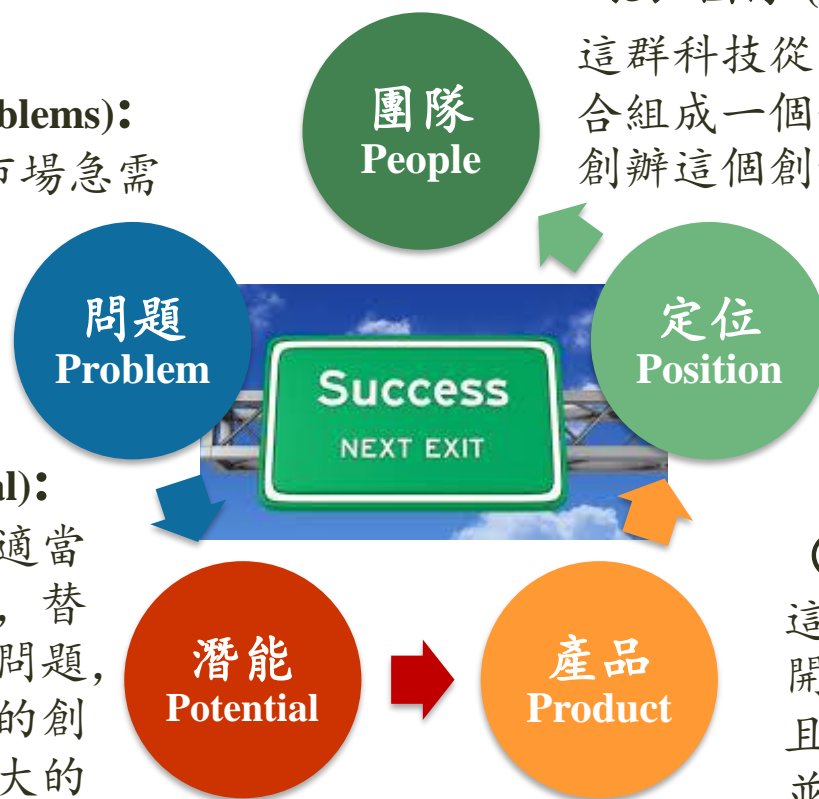 團隊
People
這群科技從
合組成一個
創辦這個創
blems):
市場急需
問題
Problem
Success
NEXT EXIT
定位
Position
al):
適當
，替
問題，
的創
大的
潛能
Potential
產品
Product
(
這
開
且
並